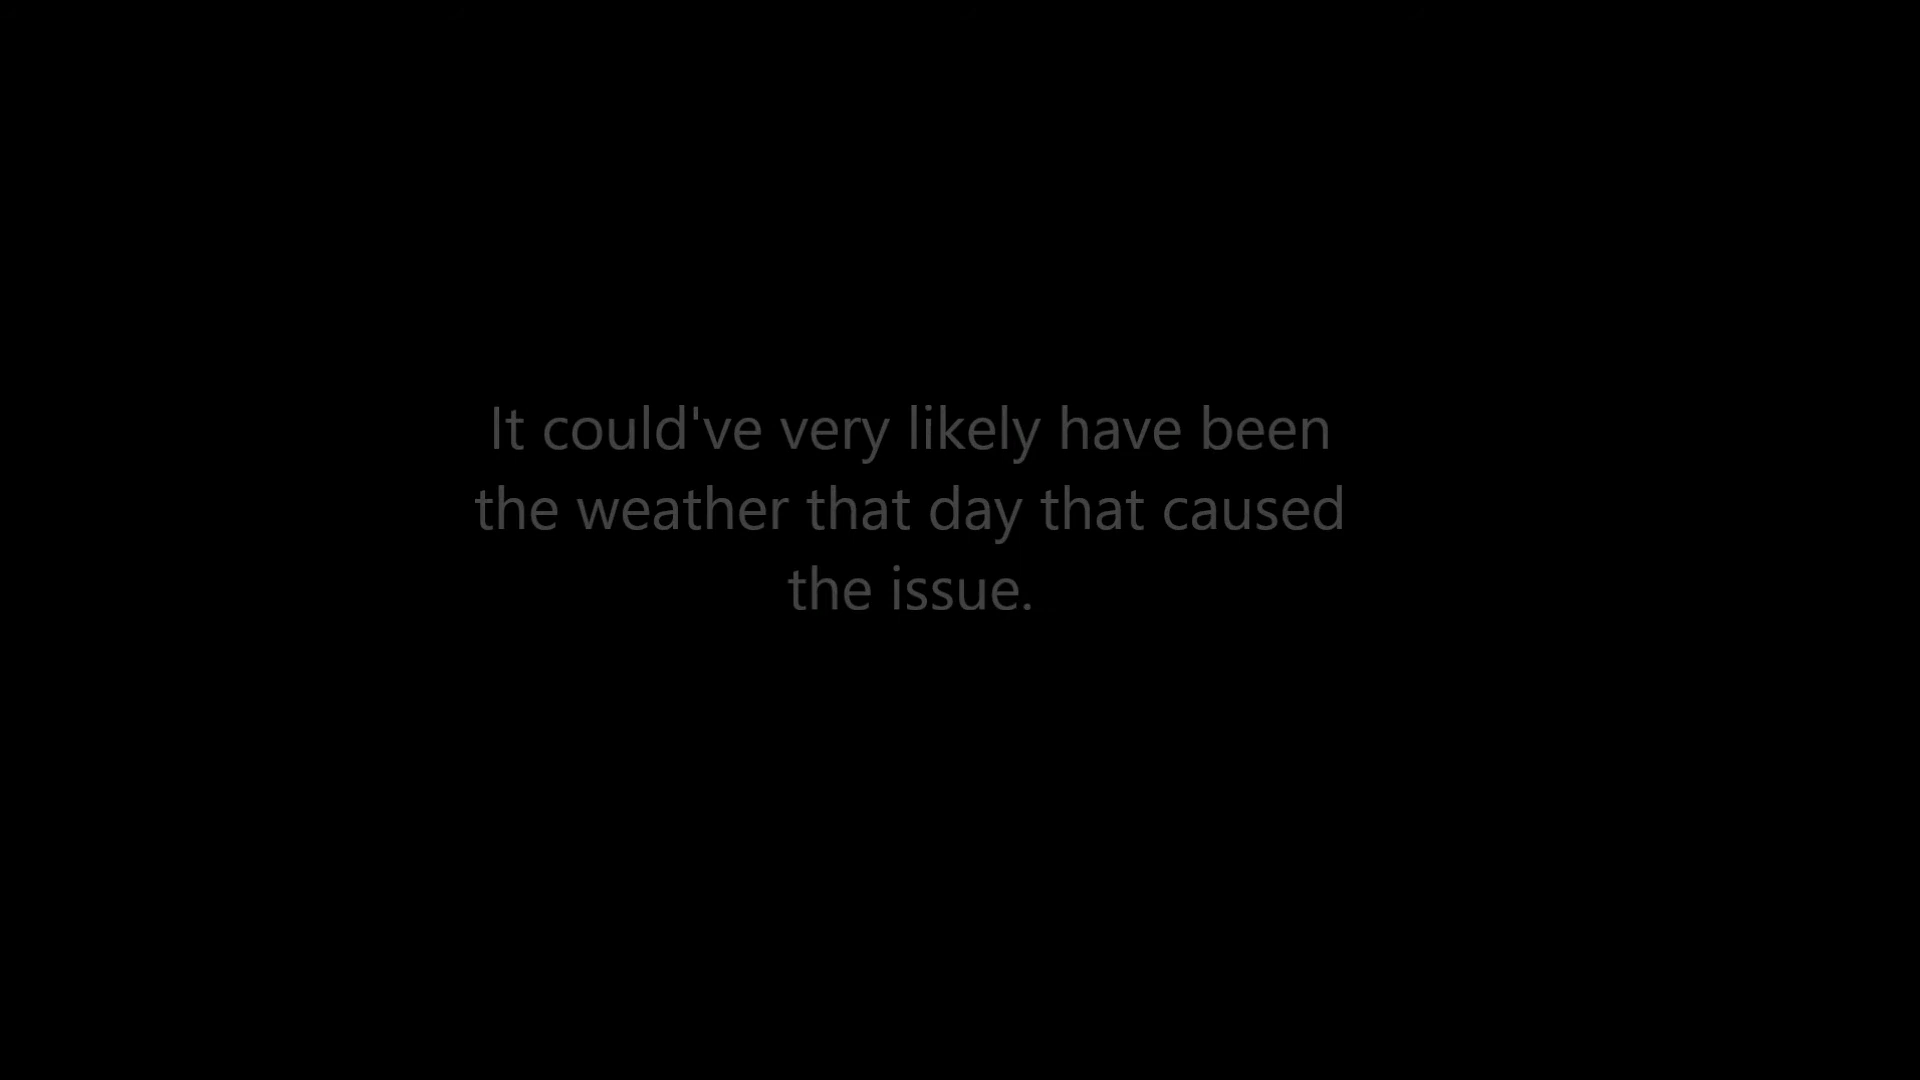 It could've very likely have been
the weather that day that caused
the issue.